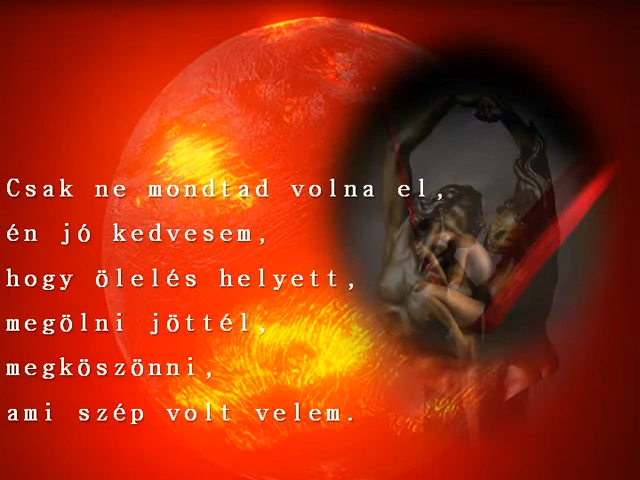 Csak ne mondtad volna el,
én jó kedvesem,
hogy ölelés helyett,
megölni jöttél,
megköszönni,
ami szép volt velem.